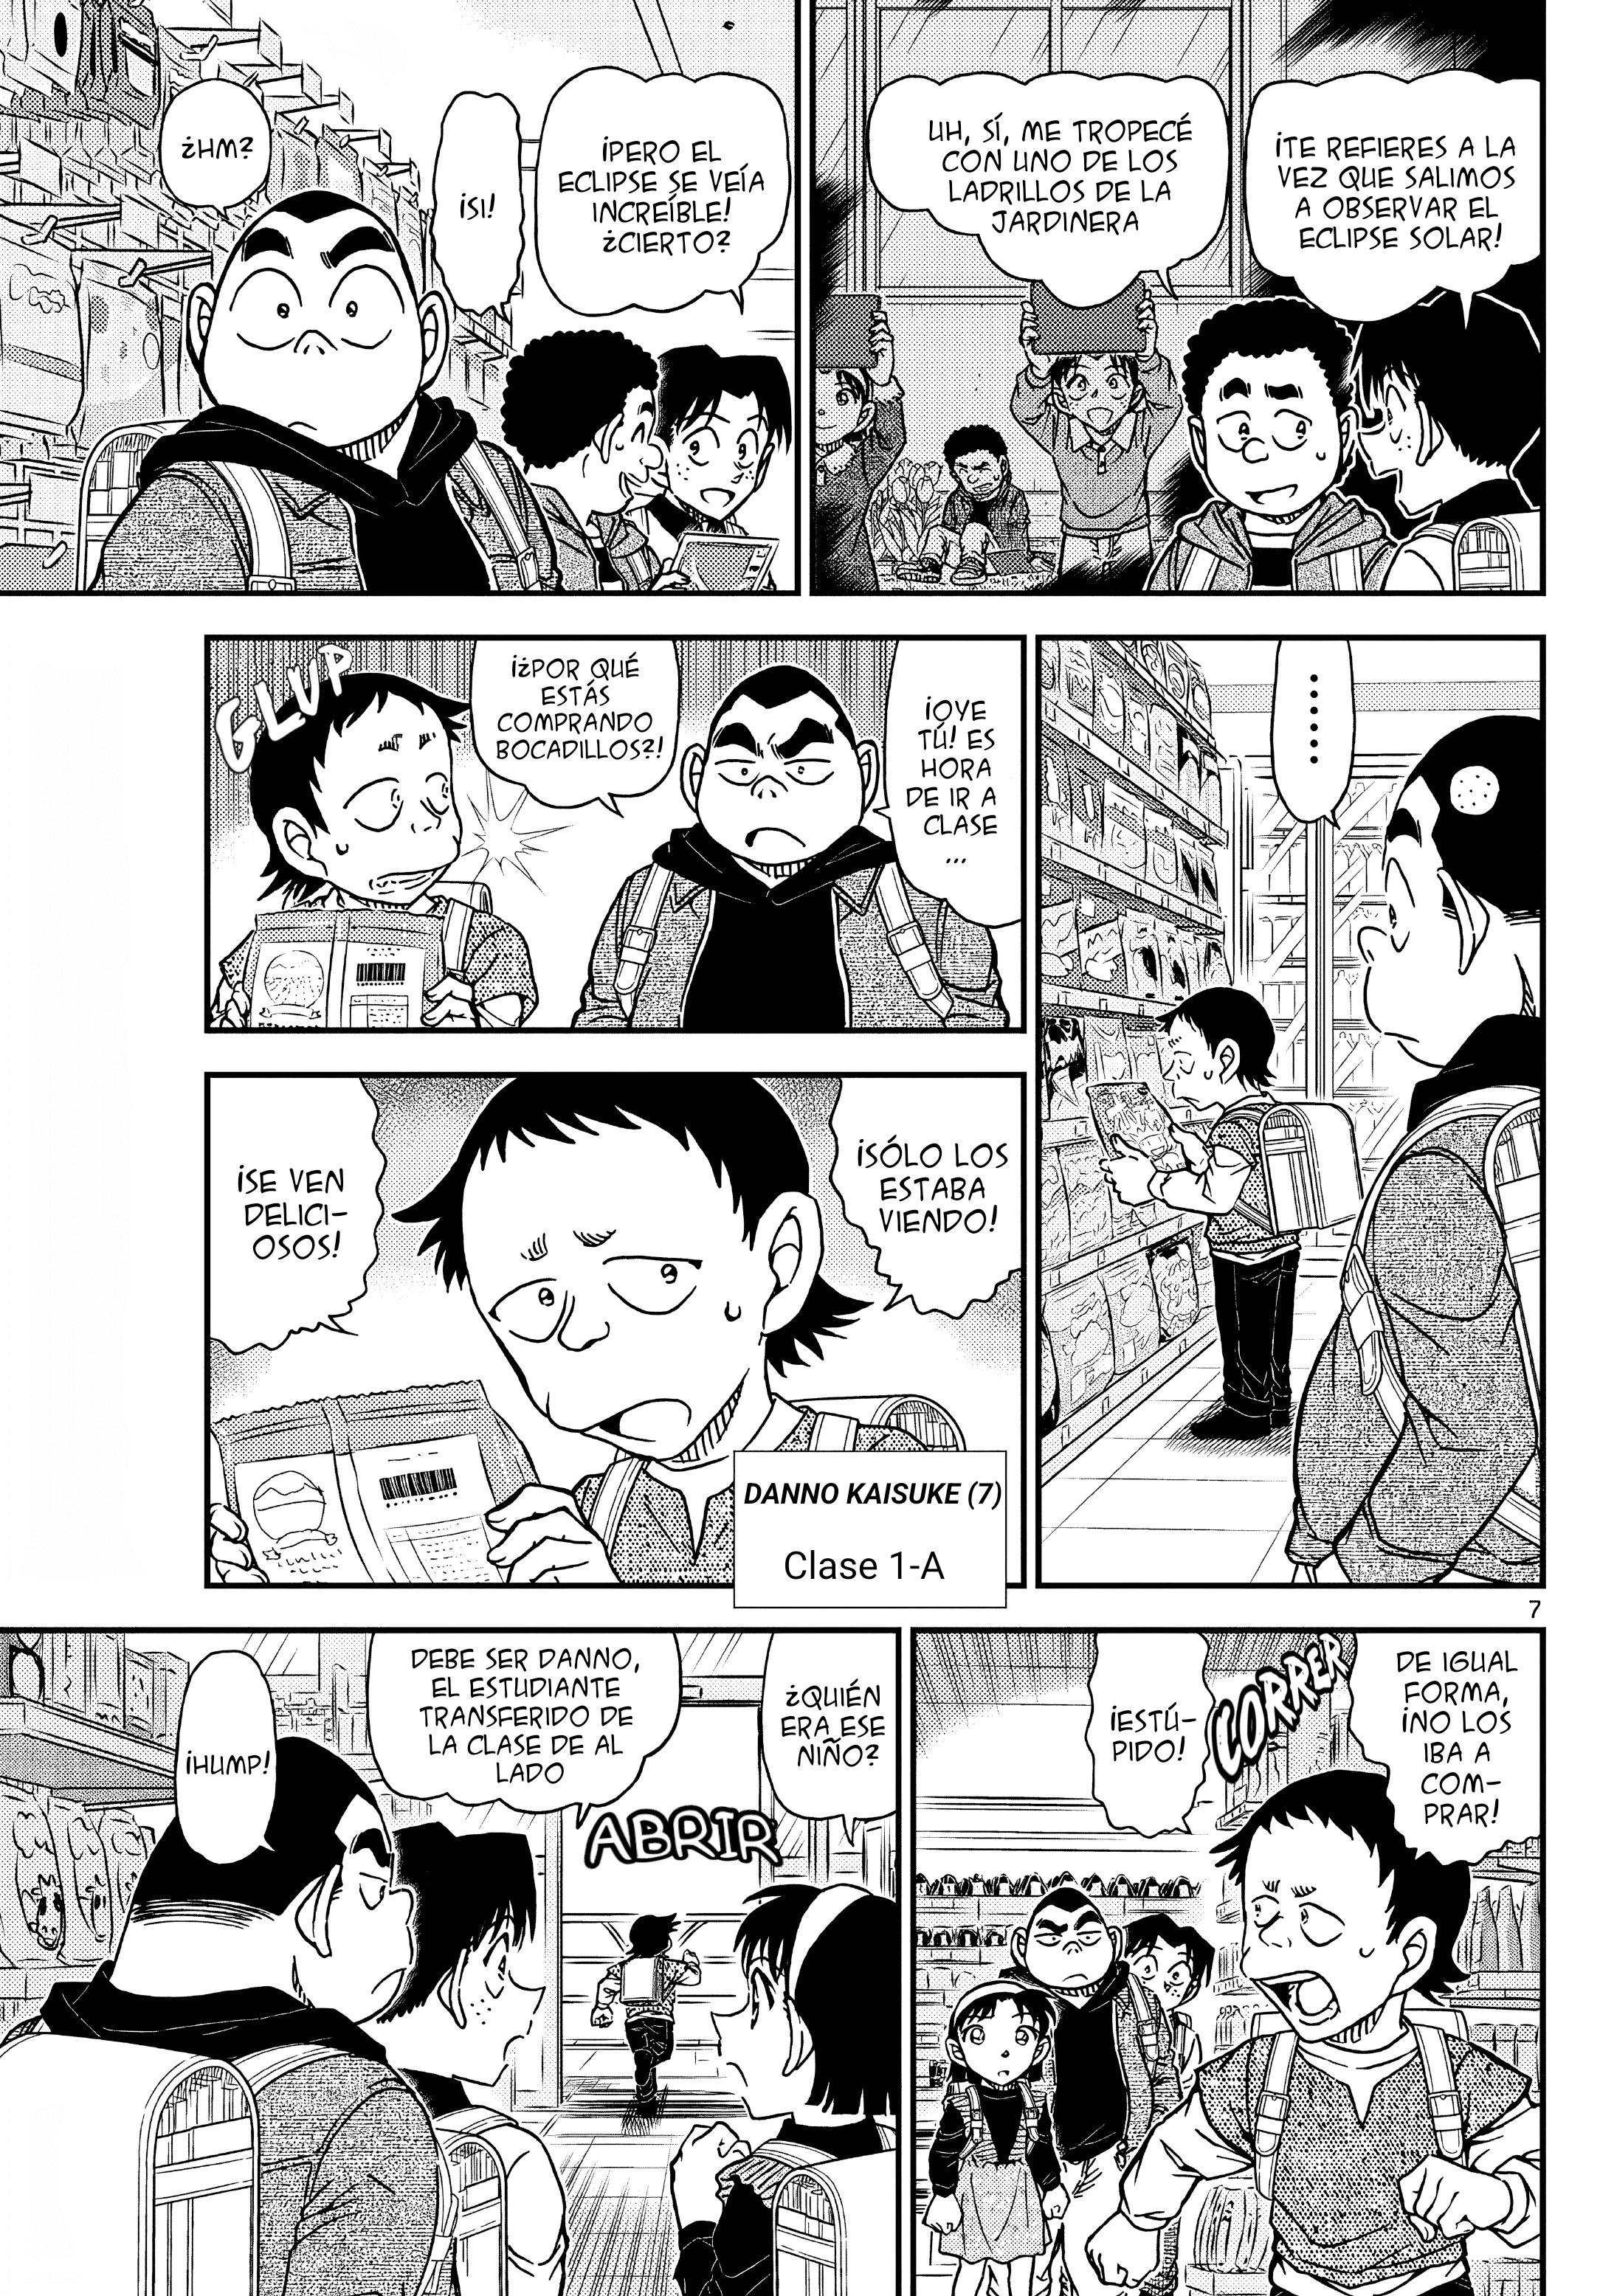 ¡TE REFIERES A LA
VEZ QUE SALIMOS
A OBSERVAR EL
ECLIPSE SOLAR!
UH, SÍ, ME TROPECÉ
CON UNO DE LOS
LADRILLOS DE LA
JARDINERA
¡PERO EL
ECLIPSE SE VEÍA
INCREÍBLE!
¿CIERTO?
¡SI!
¿HM?
......
¡OYE
TÚ! ES
HORA
DE IR A
CLASE
...
¡¿POR QUÉ
ESTÁS
COMPRANDO
BOCADILLOS?!
GLUP
¡SÓLO LOS
ESTABA
VIENDO!
¡SE VEN
DELICI-
OSOS!
DANNO KAISUKE (7)
Clase 1-A
7
DE IGUAL
FORMA,
¡NO LOS
IBA A
COM-
PRAR!
CORRER
¡ESTÚ-
PIDO!
¿QUIÉN
ERA ESE
NIÑO?
DEBE SER DANNO,
EL ESTUDIANTE
TRANSFERIDO DE
LA CLASE DE AL
LADO
ABRIR
¡HUMP!